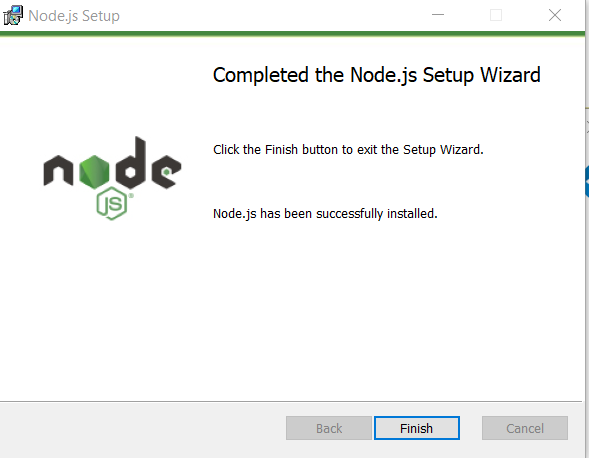 Node.js Setup
Completed the Node.js Setup Wizard
Click the Finish button to exit the Setup Wizard.
node
JS
Node.js has been successfully installed.
Back
Finish
Cancel